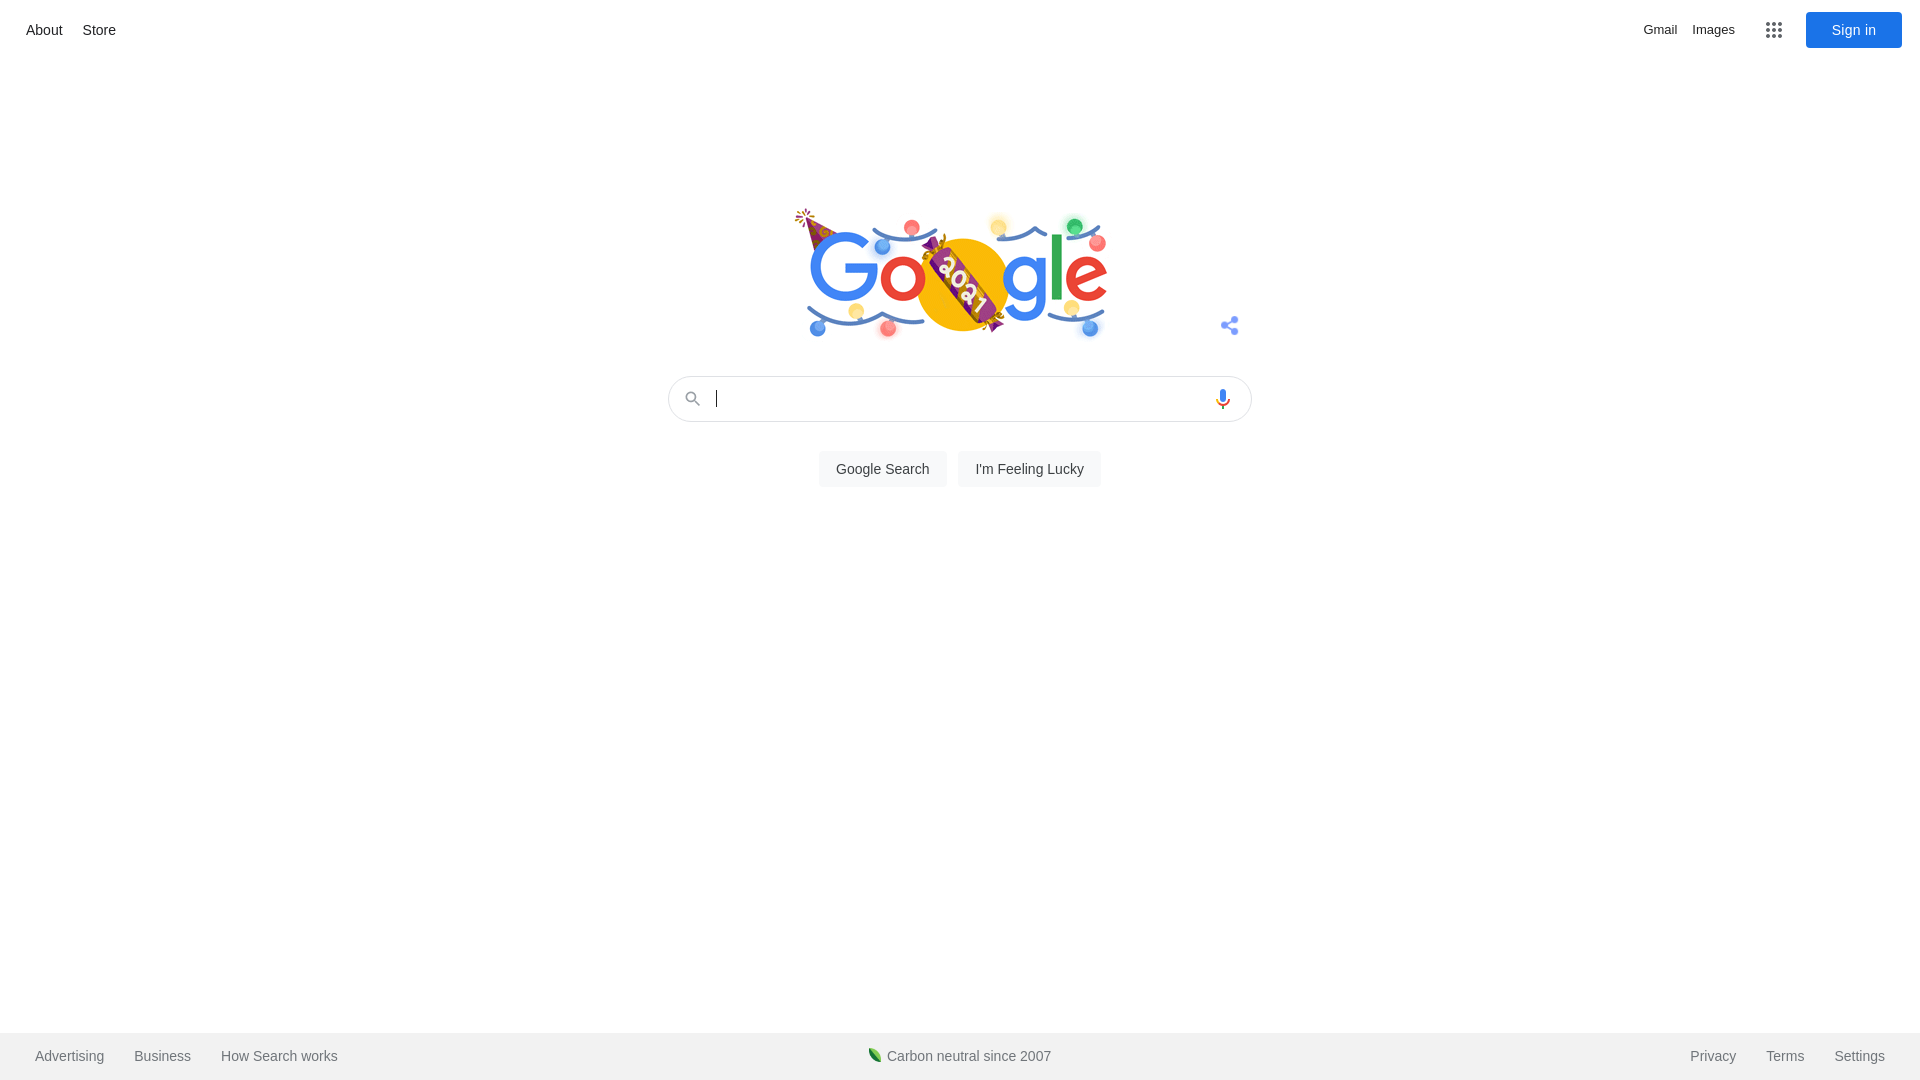 About Store
Gmail Images Sign in
Google
2021
Google Search I'm Feeling Lucky
Advertising Business How Search works
Carbon neutral since 2007
Privacy Terms Settings